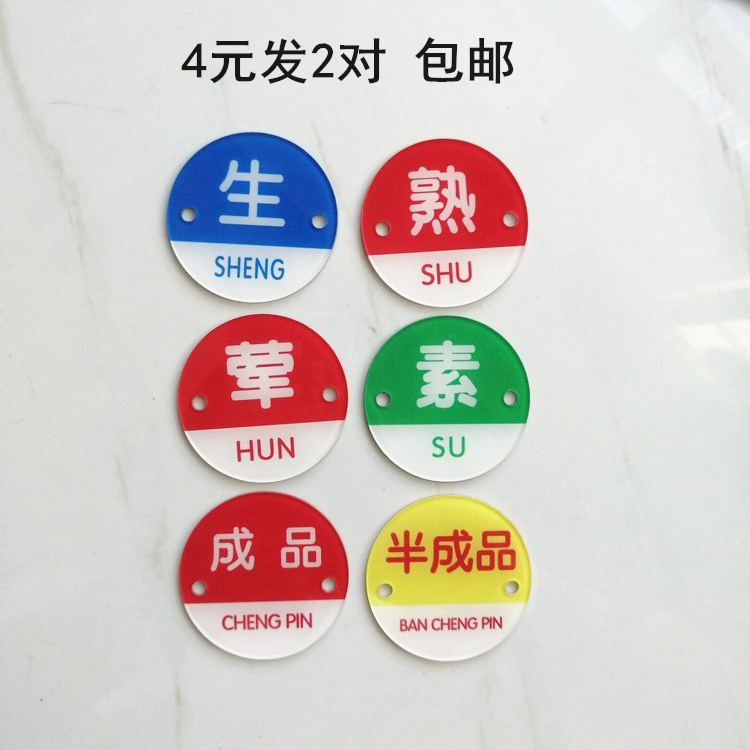 4元发2对 包邮
生
SHENG
熟
SHU
荤
HUN
素
SU
成品
CHENG PIN
半成品
BAN CHENG PIN